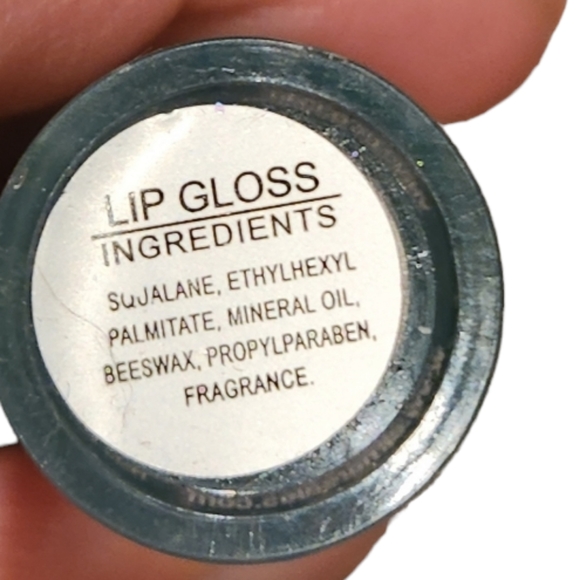 LIP GLOSS
INGREDIENTS
SQUALANE, ETHYLHEXYL
PALMITATE, MINERAL OIL,
BEESWAX, PROPYLPARABEN,
FRAGRANCE.